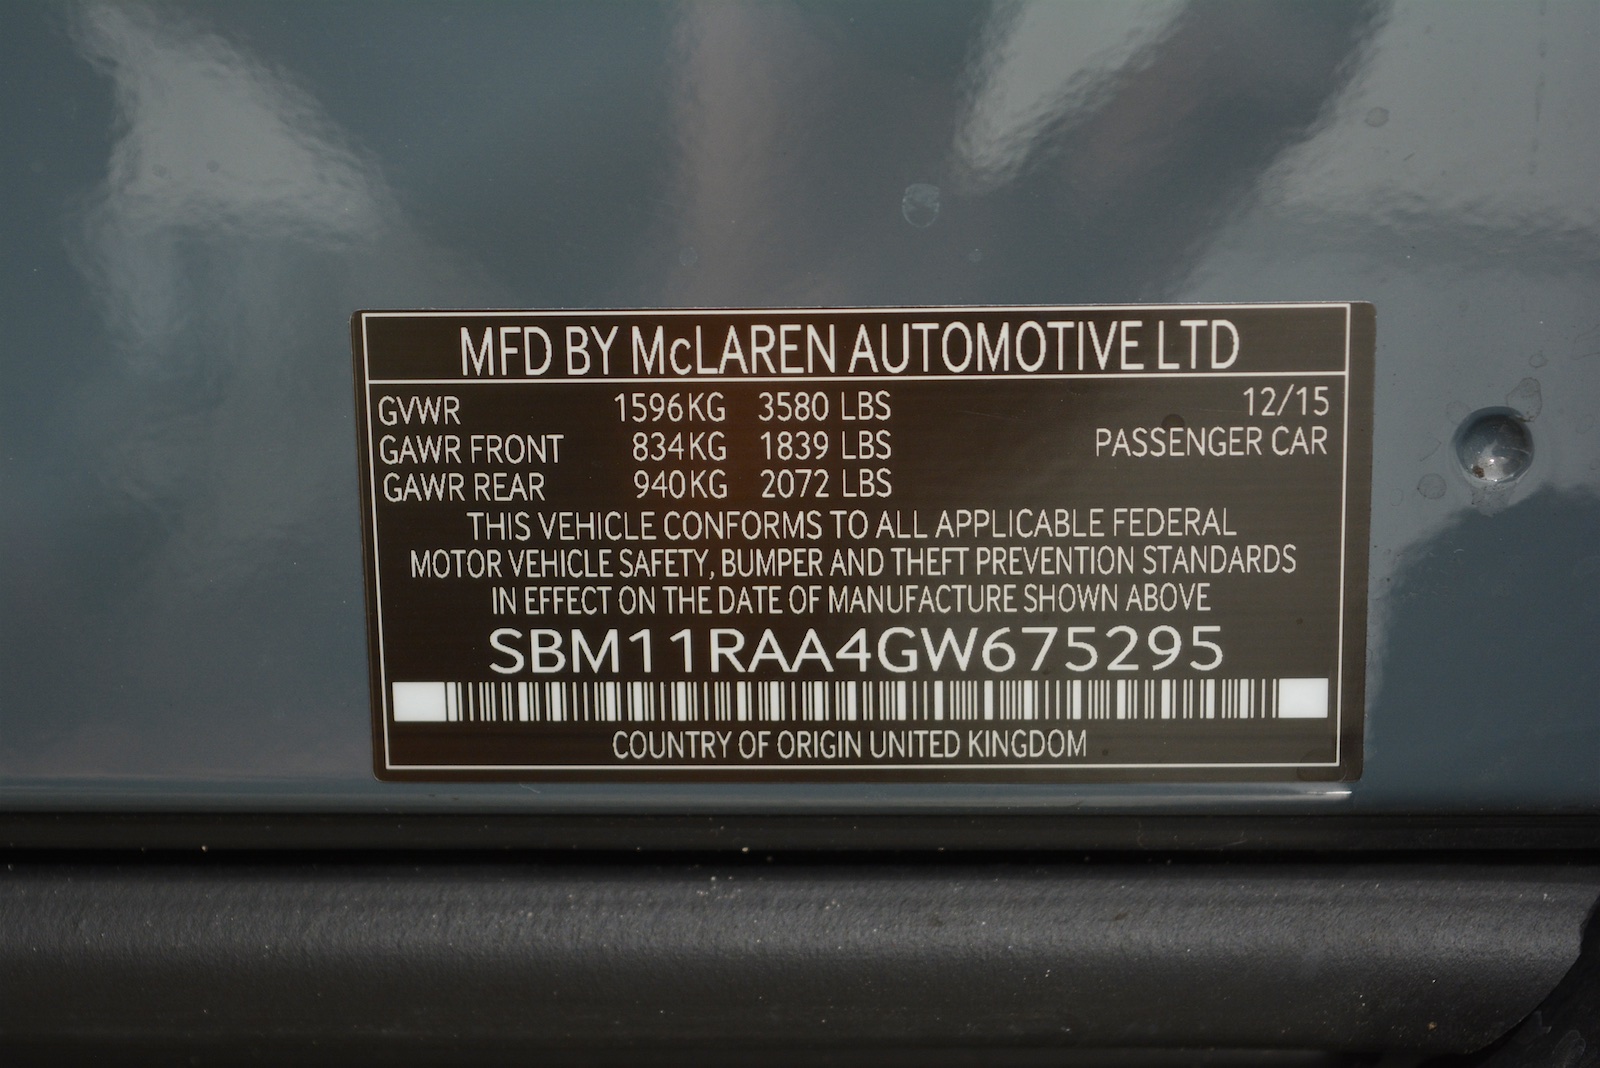 MFD BY McLAREN AUTOMOTIVE LTD
GVWR 1596KG 3580 LBS 12/15
GAWR FRONT 834KG 1839 LBS PASSENGER CAR
GAWR REAR 940KG 2072 LBS
THIS VEHICLE CONFORMS TO ALL APPLICABLE FEDERAL
MOTOR VEHICLE SAFETY, BUMPER AND THEFT PREVENTION STANDARDS
IN EFFECT ON THE DATE OF MANUFACTURE SHOWN ABOVE
SBM11RAA4GW675295
COUNTRY OF ORIGIN UNITED KINGDOM